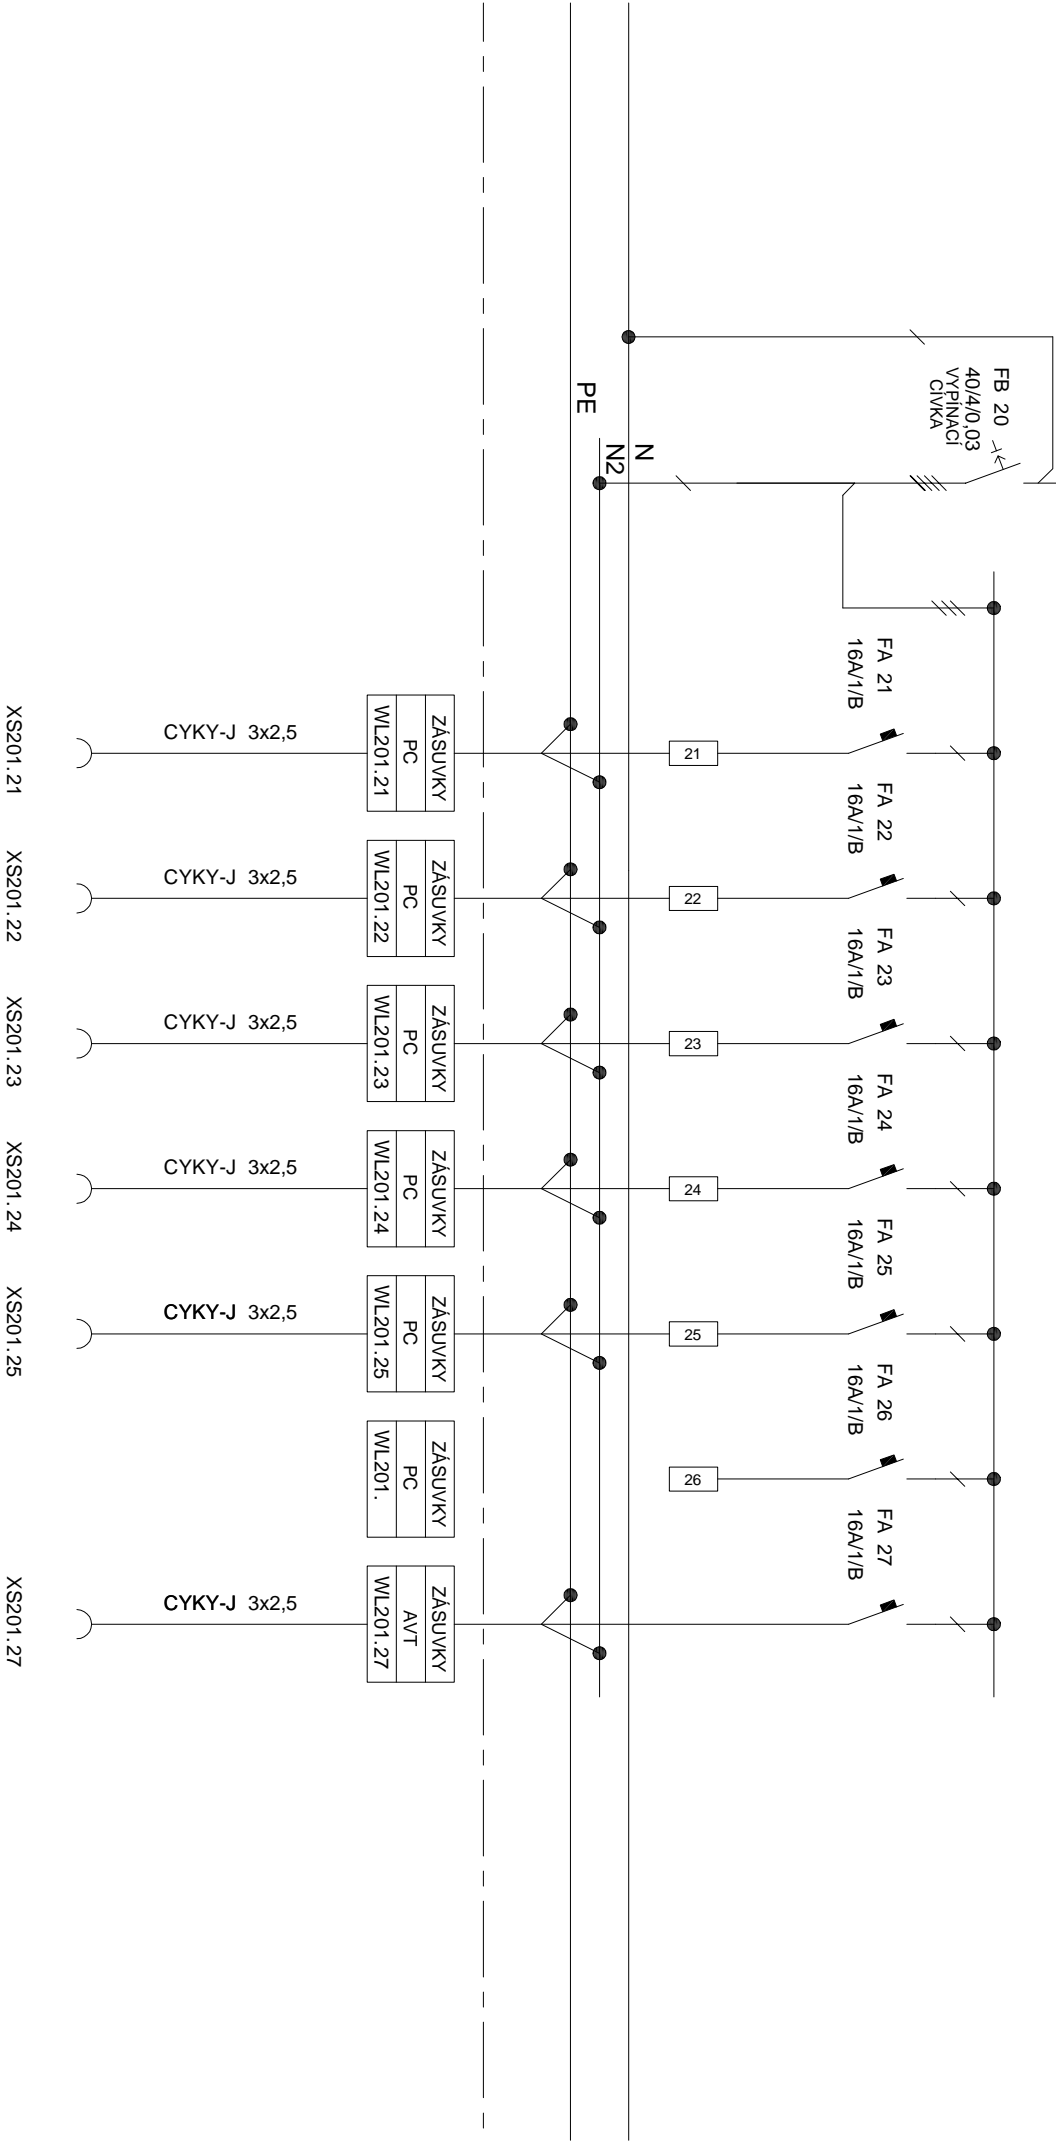 FB 20
40/4/0,03
VYPÍNACÍ
CÍVKA
N
N2
PE
FA 21
16A/1/B
FA 22
16A/1/B
FA 23
16A/1/B
FA 24
16A/1/B
FA 25
16A/1/B
FA 26
16A/1/B
FA 27
16A/1/B
21
22
23
24
25
26
ZÁSUVKY
PC
WL201.21
ZÁSUVKY
PC
WL201.22
ZÁSUVKY
PC
WL201.23
ZÁSUVKY
PC
WL201.24
ZÁSUVKY
PC
WL201.25
ZÁSUVKY
PC
WL201.
ZÁSUVKY
AVT
WL201.27
CYKY-J 3x2,5
CYKY-J 3x2,5
CYKY-J 3x2,5
CYKY-J 3x2,5
CYKY-J 3x2,5
CYKY-J 3x2,5
XS201.21
XS201.22
XS201.23
XS201.24
XS201.25
XS201.27